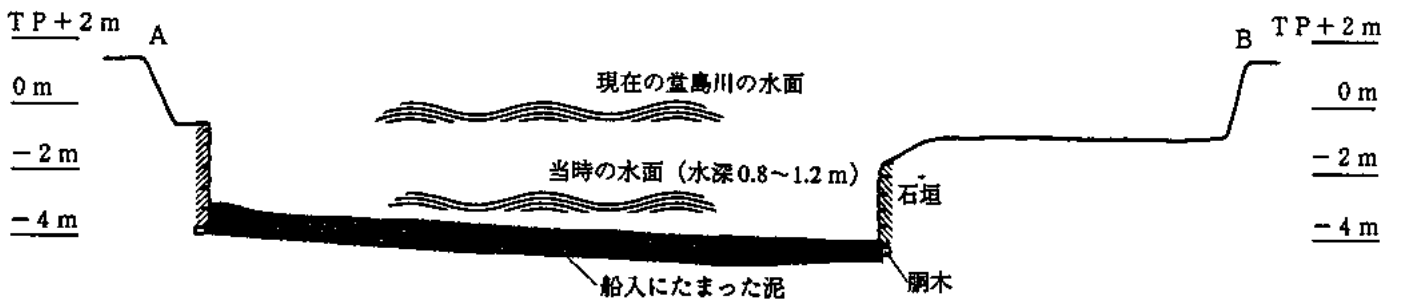 TP+2m
A
0m
-2m
-4m
現在の堂島川の水面
当時の水面(水深0.8~1.2m)
船入にたまった泥
石垣
胴木
B
TP+2m
0m
-2m
-4m